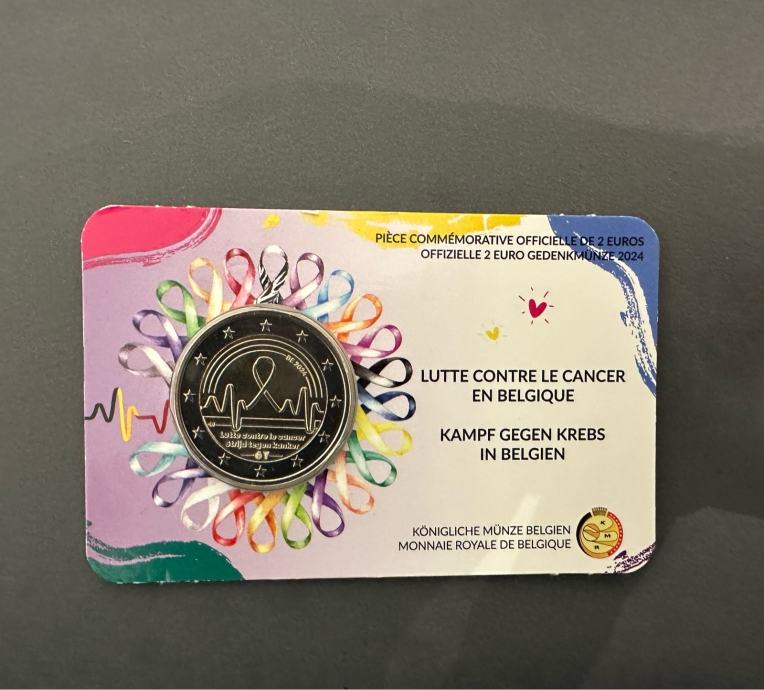 PIÈCE COMMÉMORATIVE OFFICIELLE DE 2 EUROS
OFFIZIELLE 2 EURO GEDENKMÜNZE 2024
BE 2024
Lutte contre le cancer
strijd tegen kanker
LUTTE CONTRE LE CANCER
EN BELGIQUE
KAMPF GEGEN KREBS
IN BELGIEN
KÖNIGLICHE MÜNZE BELGIEN
MONNAIE ROYALE DE BELGIQUE
K
M
R